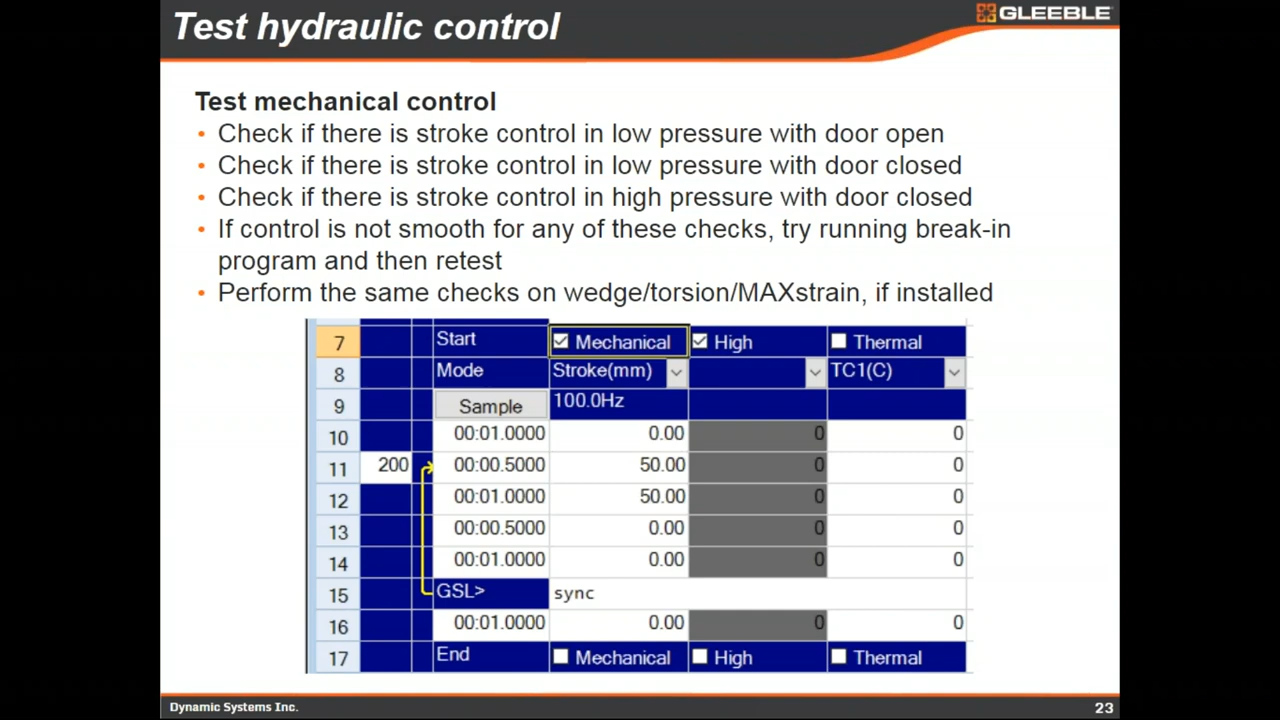 Test hydraulic control
GLEEBLE
Test mechanical control
• Check if there is stroke control in low pressure with door open
• Check if there is stroke control in low pressure with door closed
• Check if there is stroke control in high pressure with door closed
• If control is not smooth for any of these checks, try running break-in
program and then retest
• Perform the same checks on wedge/torsion/MAXstrain, if installed
7 Start Mechanical High Thermal
8 Mode Stroke(mm) TC1(C)
9 Sample 100.0Hz
10 00:01.0000 0.00 0 0
11 200 00:00.5000 50.00 0 0
12 00:01.0000 50.00 0 0
13 00:00.5000 0.00 0 0
14 00:01.0000 0.00 0 0
15 GSL> sync
16 00:01.0000 0.00 0 0
17 End Mechanical High Thermal
Dynamic Systems Inc. 23